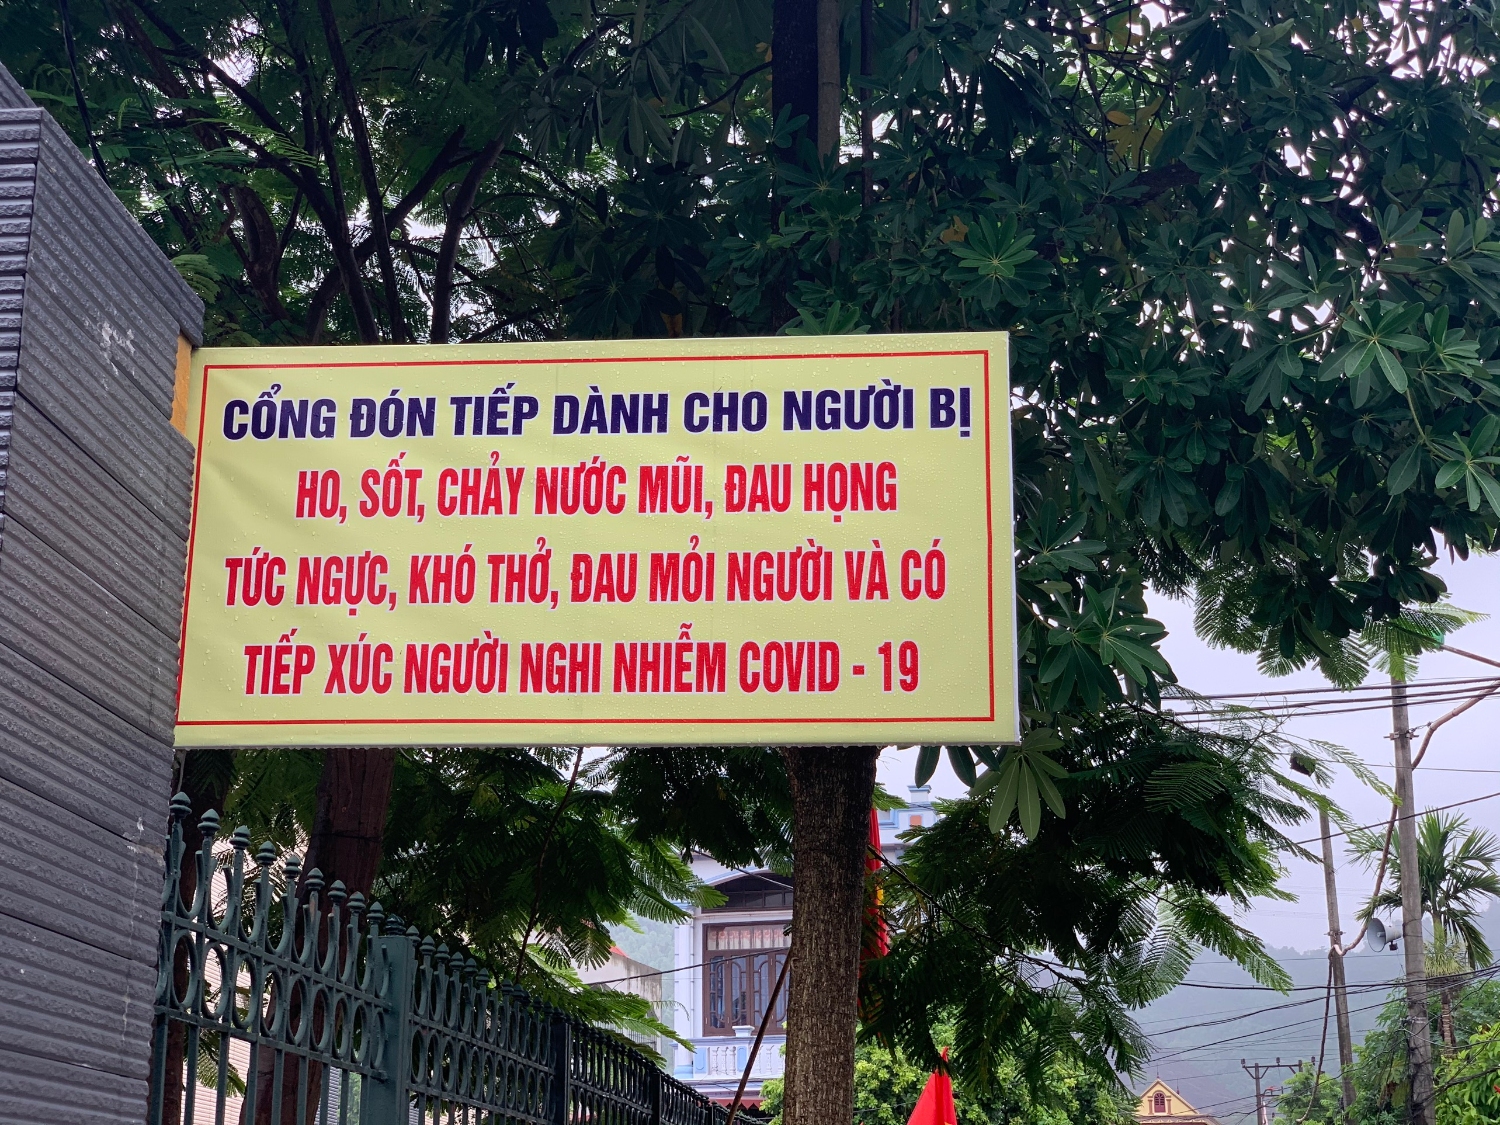 CỔNG ĐÓN TIẾP DÀNH CHO NGƯỜI BỊ
HO, SỐT, CHẢY NƯỚC MŨI, ĐAU HỌNG
TỨC NGỰC, KHÓ THỞ, ĐAU MỎI NGƯỜI VÀ CÓ
TIẾP XÚC NGƯỜI NGHI NHIỄM COVID - 19